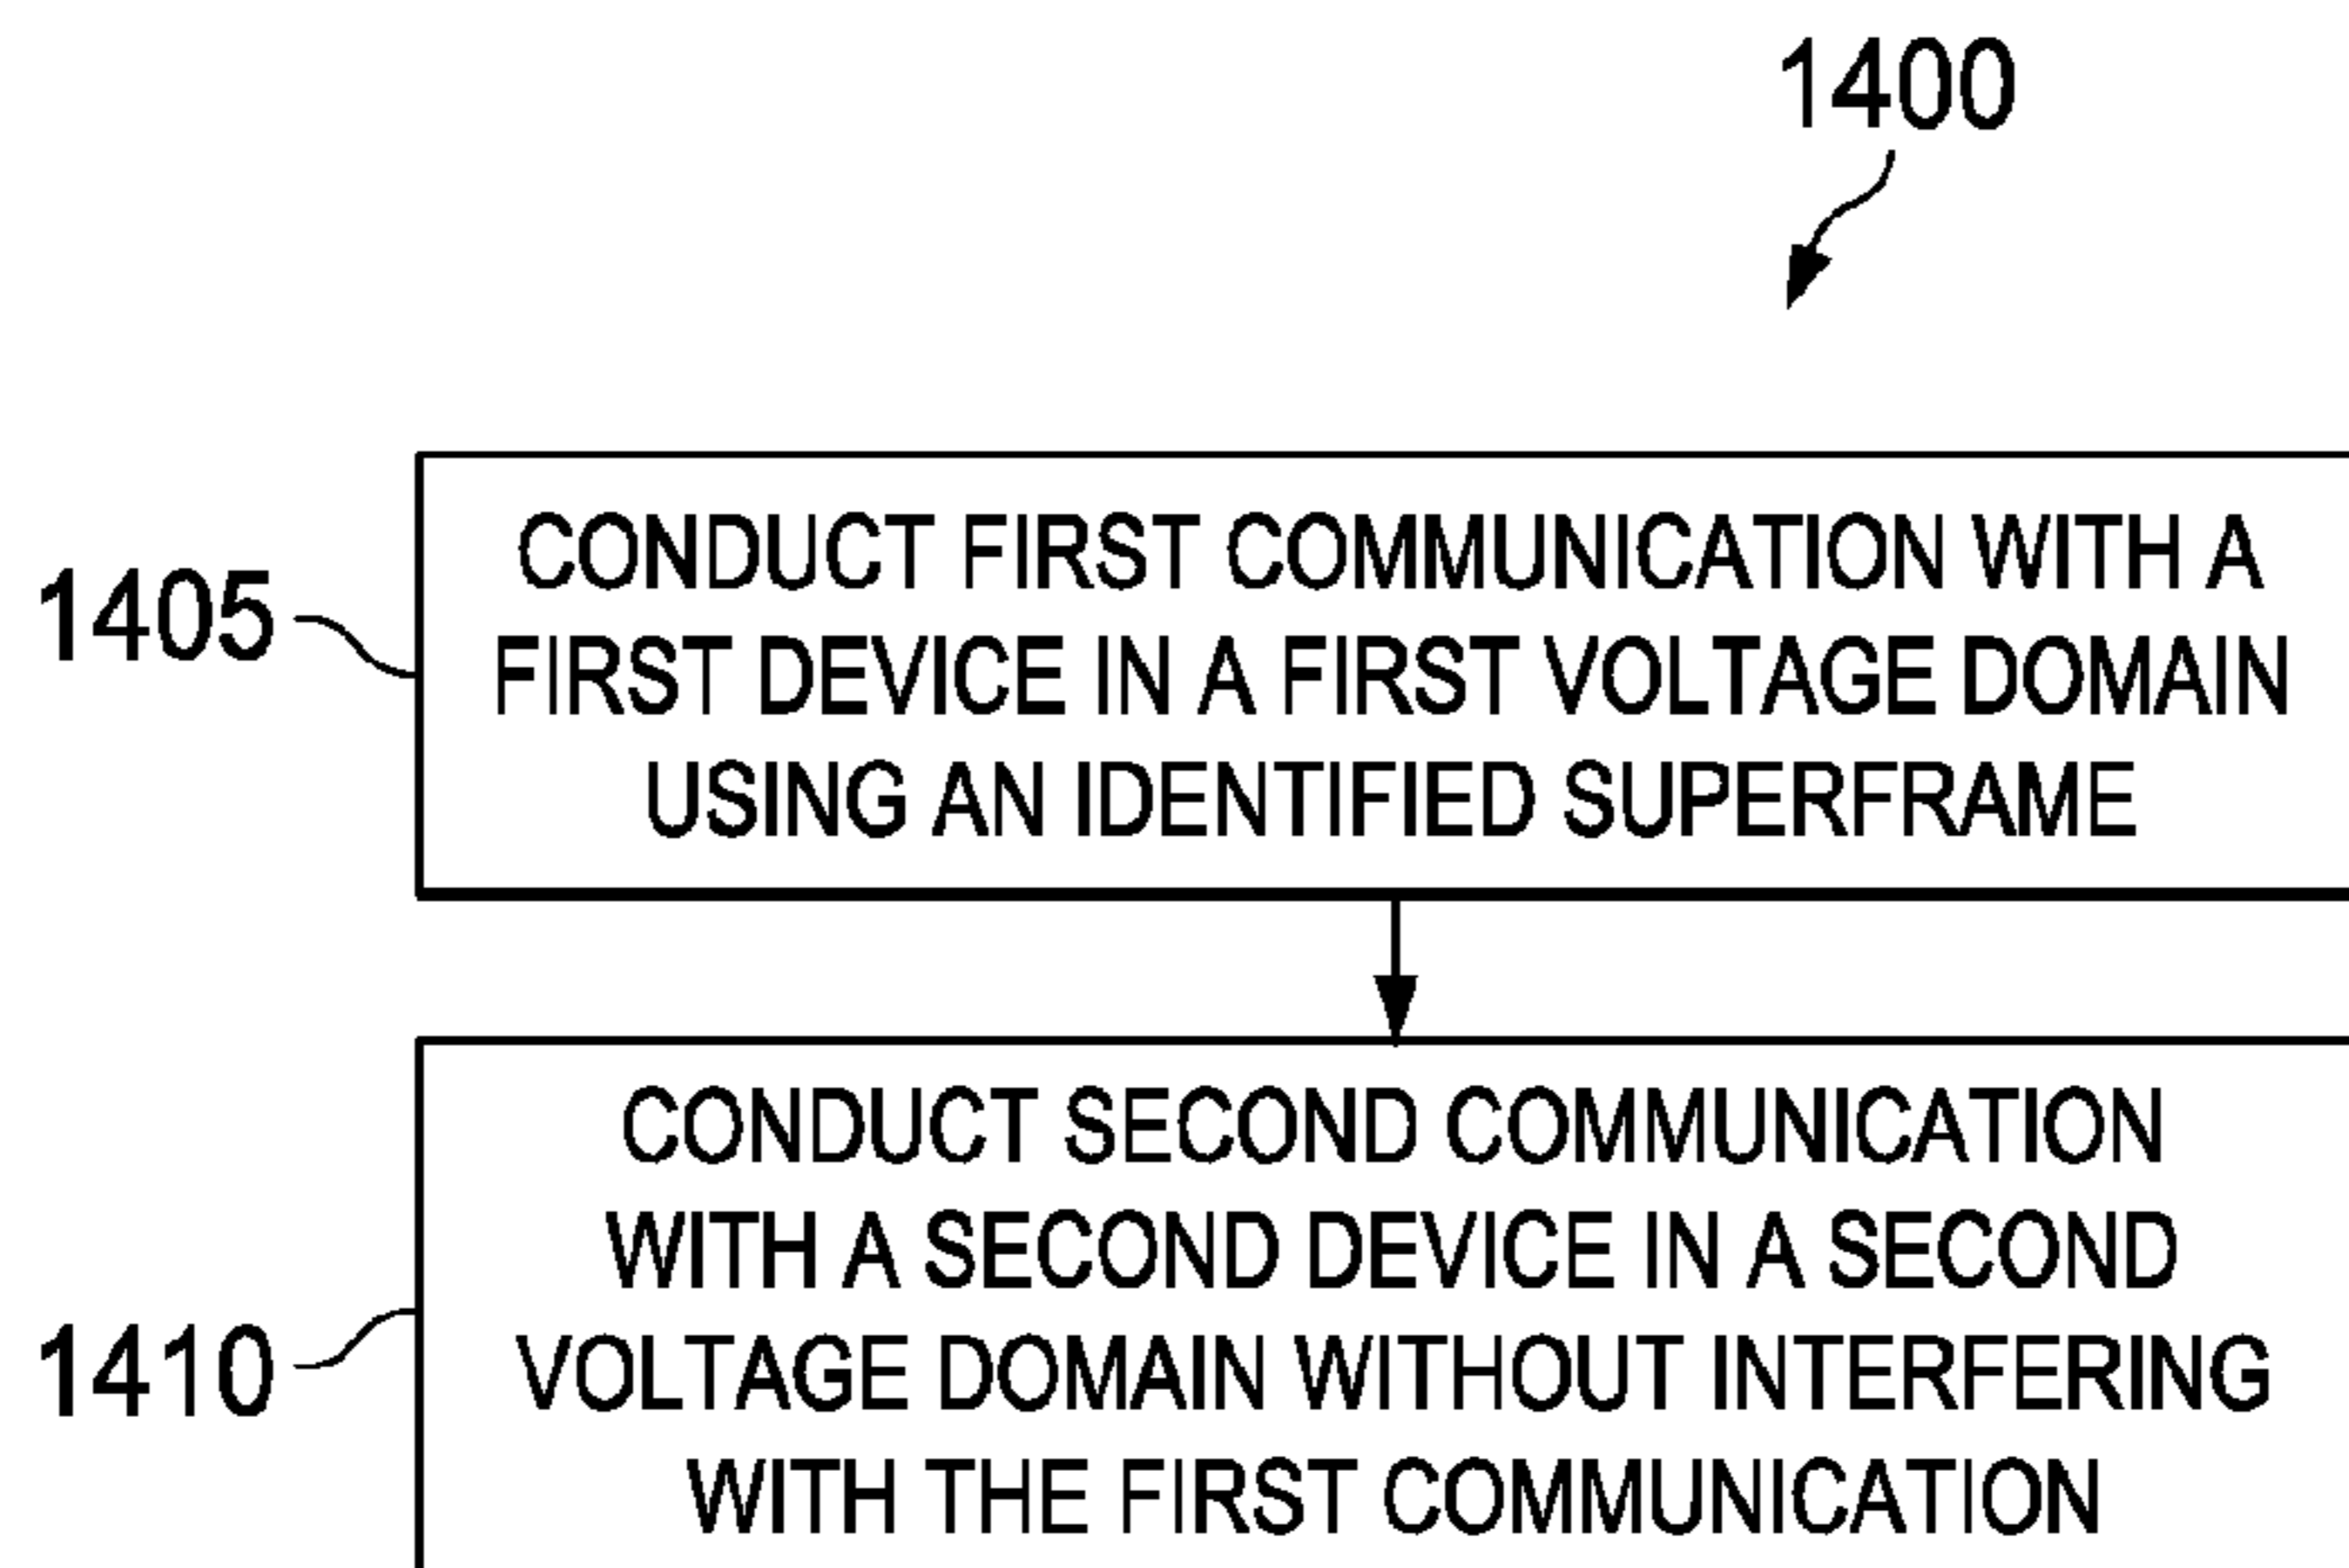 1400
1405
CONDUCT FIRST COMMUNICATION WITH A
FIRST DEVICE IN A FIRST VOLTAGE DOMAIN
USING AN IDENTIFIED SUPERFRAME
1410
CONDUCT SECOND COMMUNICATION
WITH A SECOND DEVICE IN A SECOND
VOLTAGE DOMAIN WITHOUT INTERFERING
WITH THE FIRST COMMUNICATION